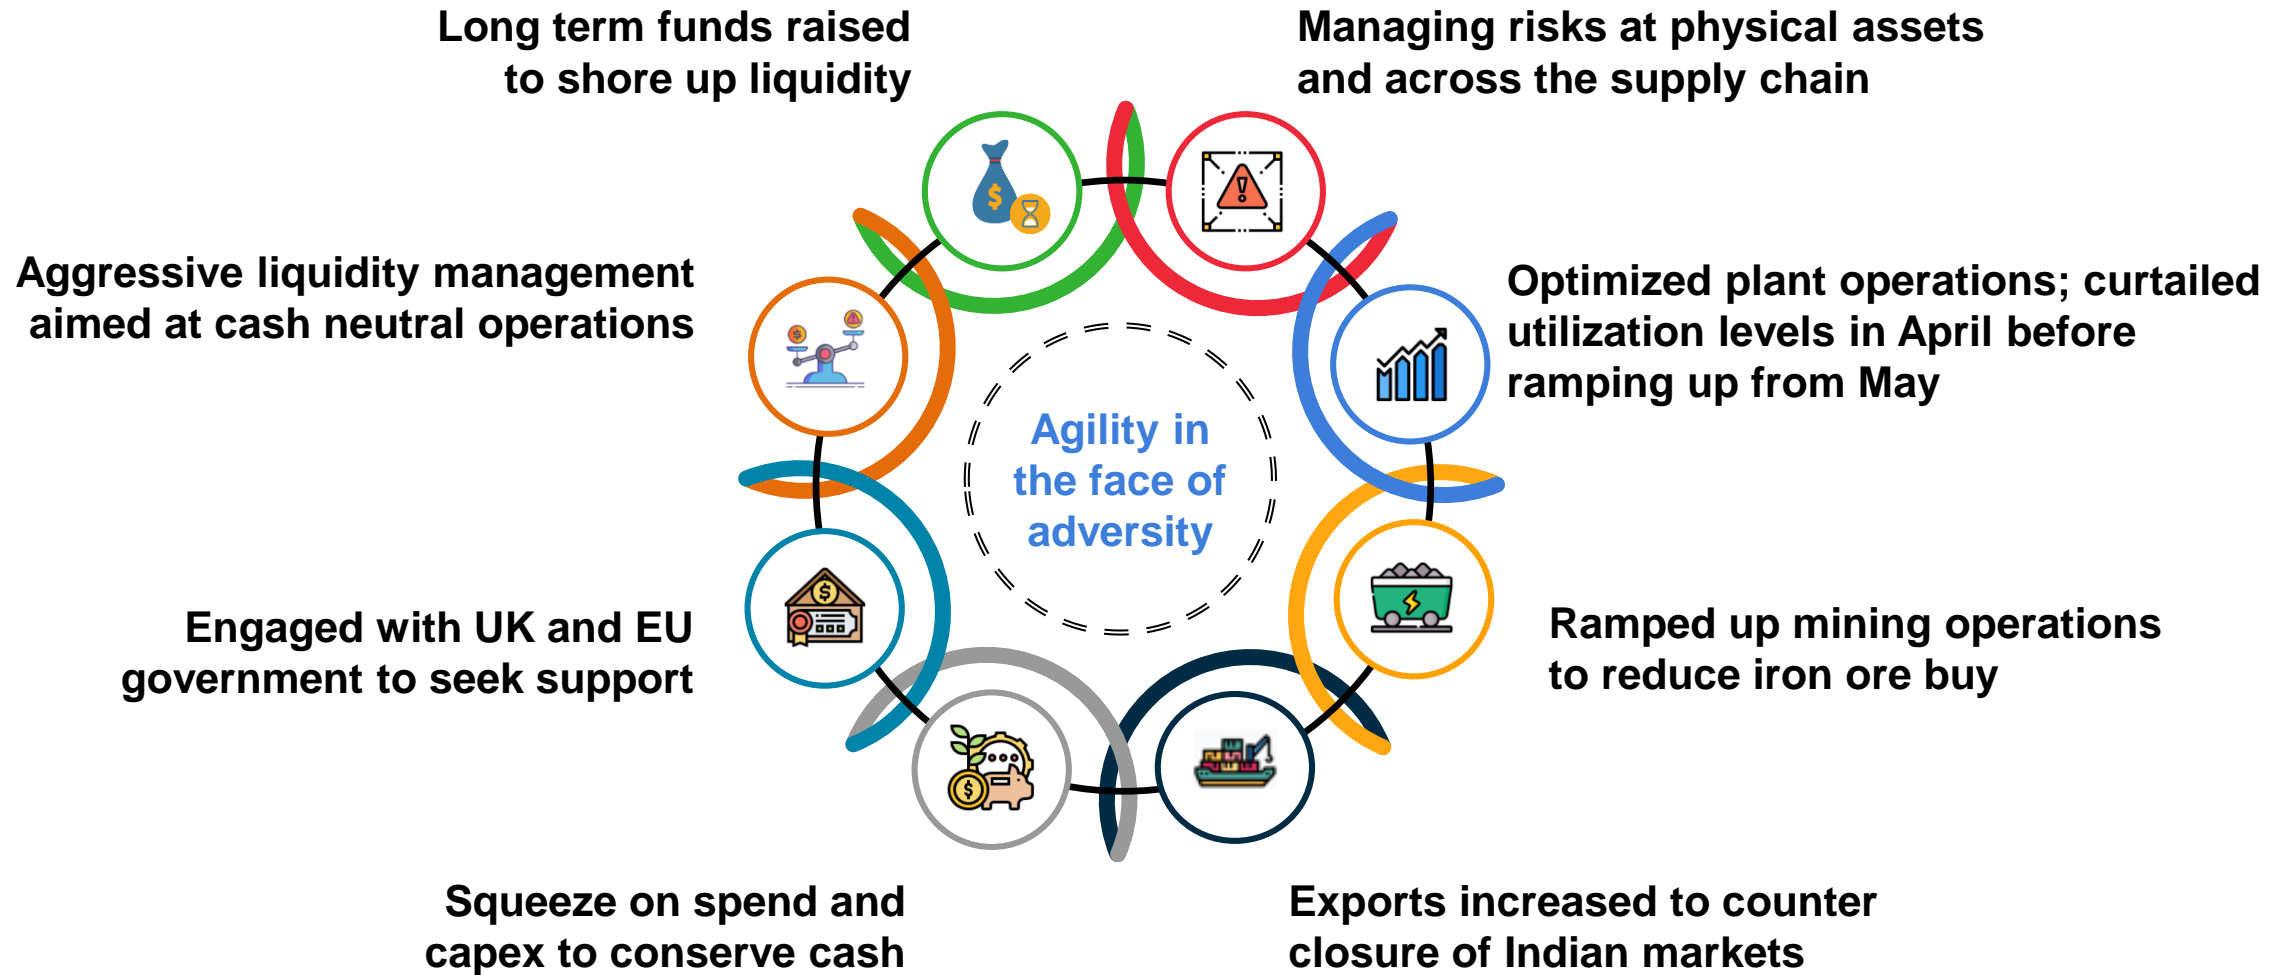 Long term funds raised
to shore up liquidity
Managing risks at physical assets
and across the supply chain
Aggressive liquidity management
aimed at cash neutral operations
Optimized plant operations; curtailed
utilization levels in April before
ramping up from May
Agility in
the face of
adversity
Engaged with UK and EU
government to seek support
Ramped up mining operations
to reduce iron ore buy
Squeeze on spend and
capex to conserve cash
Exports increased to counter
closure of Indian markets